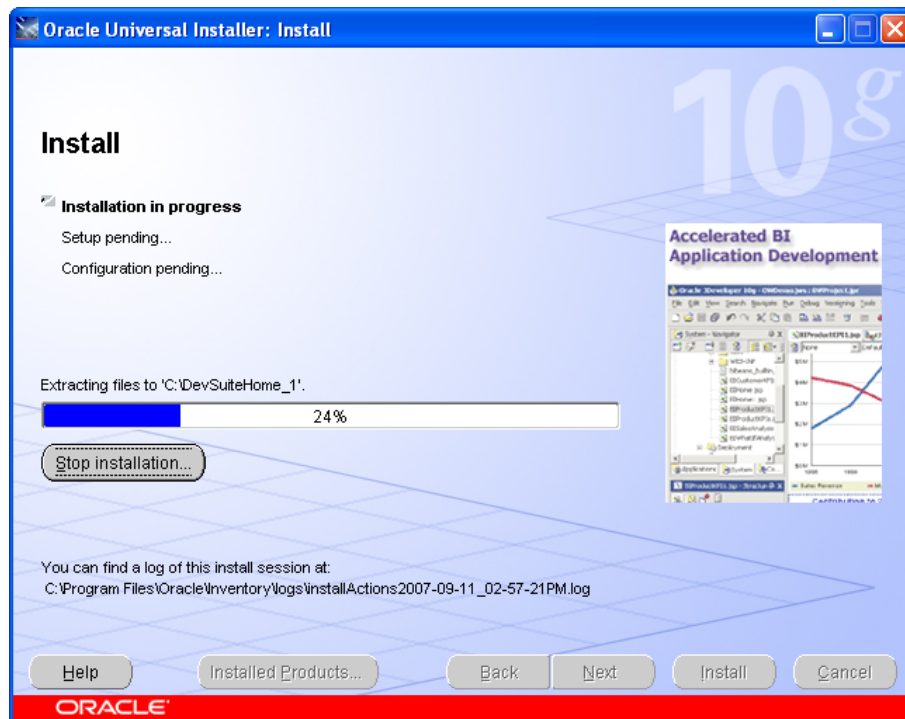 Oracle Universal Installer: Install
10g
Install
Installation in progress
Setup pending...
Configuration pending...
Accelerated BI
Application Development
Extracting files to 'C:\DevSuiteHome_1'.
24%
Stop installation...
You can find a log of this install session at:
C:\Program Files\Oracle\Inventory\logs\installActions2007-09-11_02-57-21PM.log
Help
Installed Products...
Back
Next
Install
Cancel
ORACLE